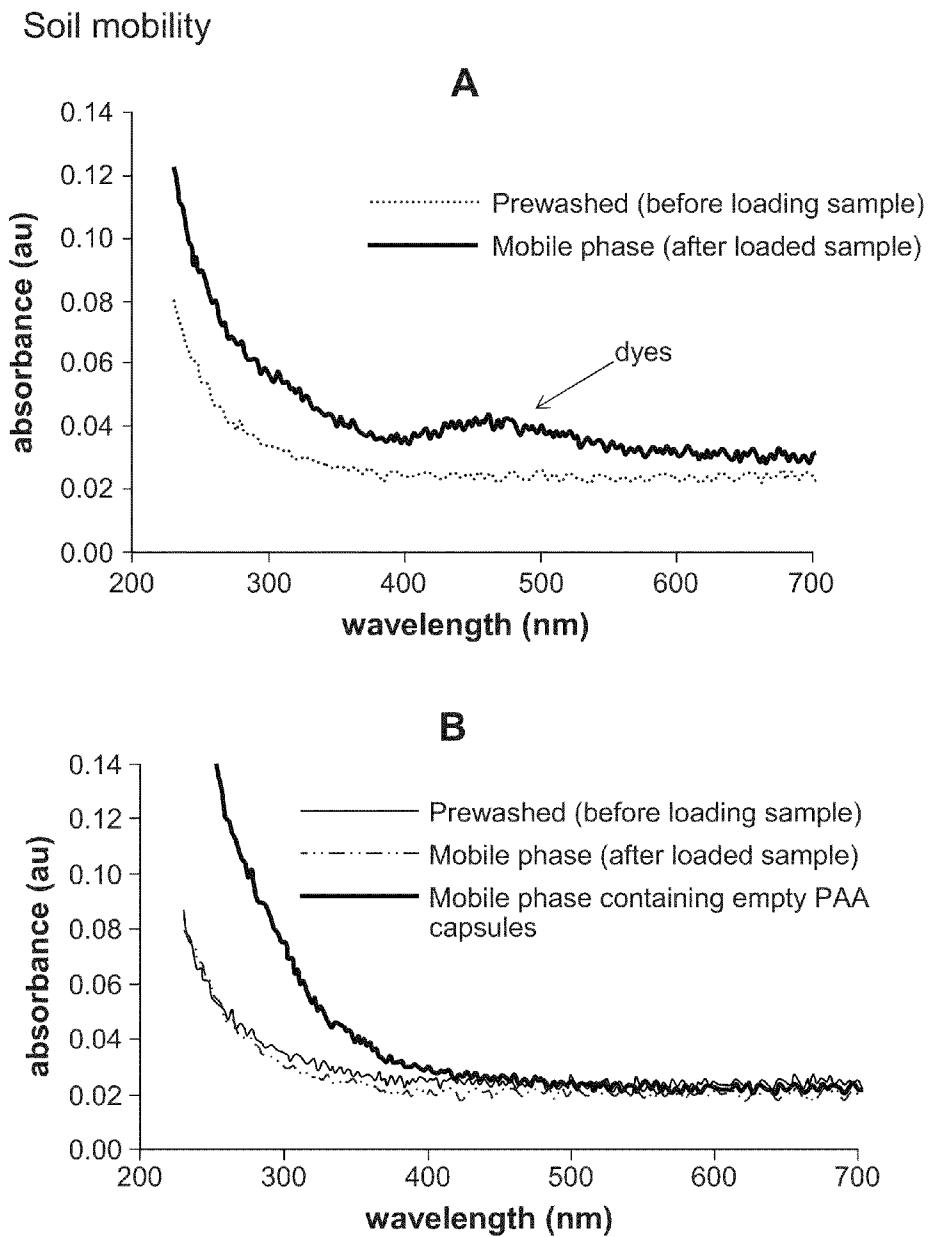 Soil mobility
A
0.14
0.12
0.10
0.08
0.06
0.04
0.02
0.00
absorbance (au)
Prewashed (before loading sample)
Mobile phase (after loaded sample)
dyes
200 300 400 500 600 700
wavelength (nm)
B
0.14
0.12
0.10
0.08
0.06
0.04
0.02
0.00
absorbance (au)
Prewashed (before loading sample)
Mobile phase (after loaded sample)
Mobile phase containing empty PAA
capsules
200 300 400 500 600 700
wavelength (nm)